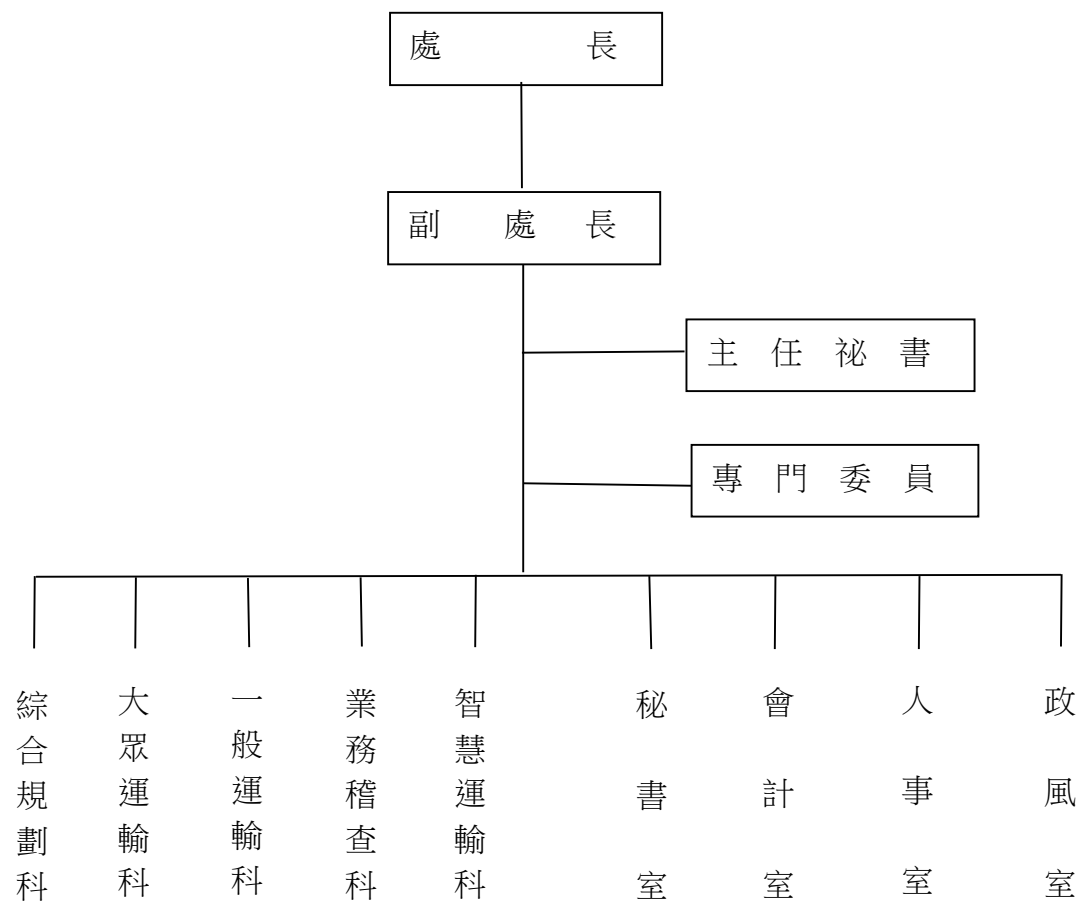 處長
副處長
主任祕書
專門委員
綜合規劃科
大眾運輸科
一般運輸科
業務稽查科
智慧運輸科
秘書室
會計室
人事室
政風室